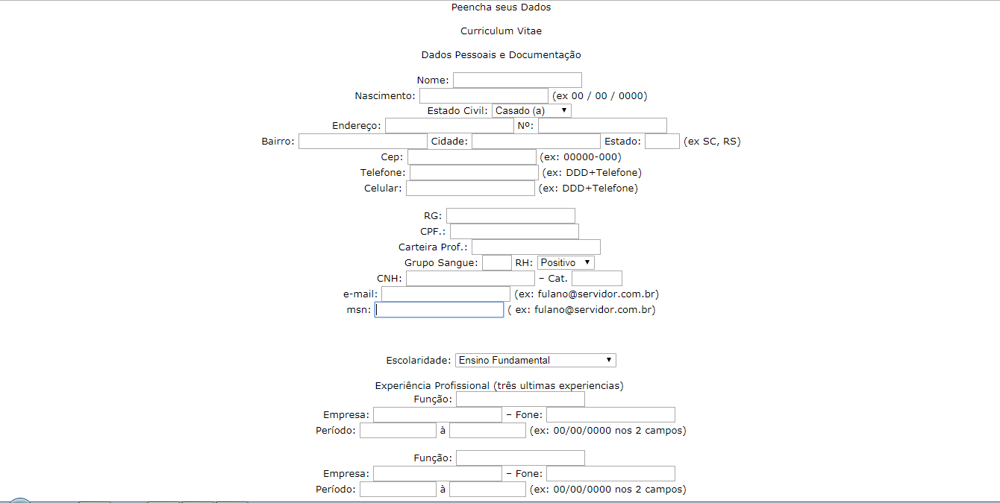 Peencha seus Dados
Curriculum Vitae
Dados Pessoais e Documentação
Nome:
Nascimento: (ex 00 / 00 / 0000)
Estado Civil: Casado (a)
Endereço: Nº:
Bairro: Cidade: Estado: (ex SC, RS)
Cep: (ex: 00000-000)
Telefone: (ex: DDD+Telefone)
Celular: (ex: DDD+Telefone)
RG:
CPF.:
Carteira Prof.:
Grupo Sangue: RH: Positivo
CNH: – Cat.
e-mail: (ex: fulano@servidor.com.br)
msn: ( ex: fulano@servidor.com.br)
Escolaridade: Ensino Fundamental
Experiência Profissional (três ultimas experiencias)
Função:
Empresa: – Fone:
Período: à (ex: 00/00/0000 nos 2 campos)
Função:
Empresa: – Fone:
Período: à (ex: 00/00/0000 nos 2 campos)